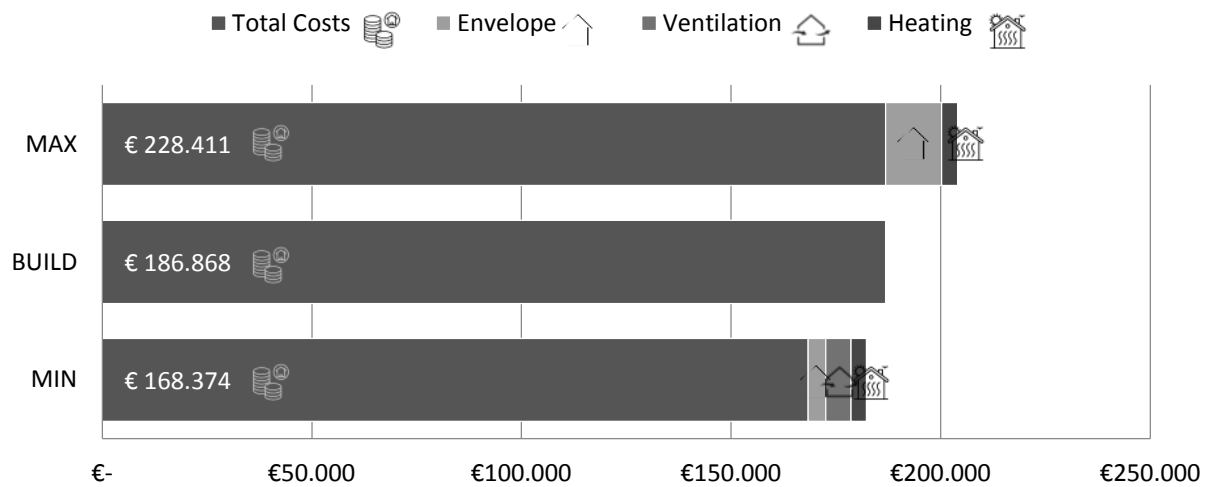 Total Costs Envelope Ventilation Heating
MAX € 228.411
BUILD € 186.868
MIN € 168.374
€- €50.000 €100.000 €150.000 €200.000 €250.000